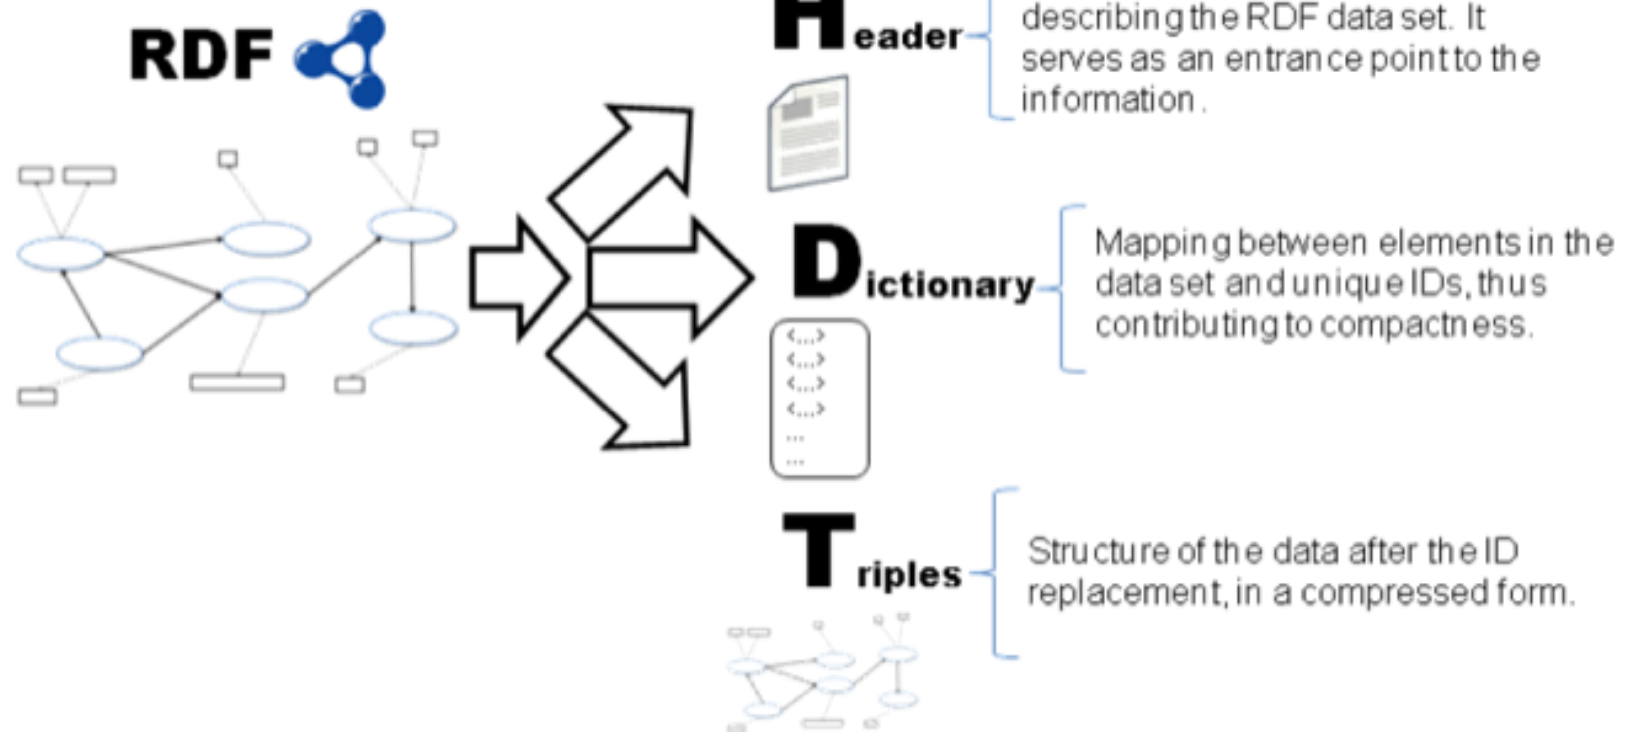 RDF
Header
describing the RDF data set. It
serves as an entrance point to the
information.
Dictionary
Mapping between elements in the
data set and unique IDs, thus
contributing to compactness.
<...>
<...>
<...>
<...>
...
...
Triples
Structure of the data after the ID
replacement, in a compressed form.